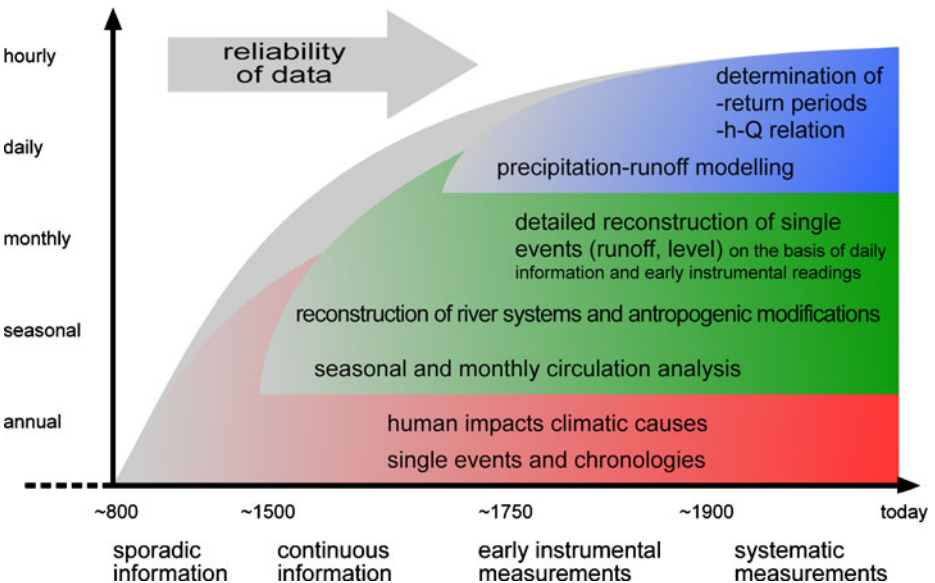 hourly
reliability
of data
determination of
-return periods
-h-Q relation
daily
precipitation-runoff modelling
monthly
detailed reconstruction of single
events (runoff, level) on the basis of daily
information and early instrumental readings
seasonal
reconstruction of river systems and antropogenic modifications
seasonal and monthly circulation analysis
annual
human impacts climatic causes
single events and chronologies
~800
~1500
~1750
~1900
today
sporadic
information
continuous
information
early instrumental
measurements
systematic
measurements